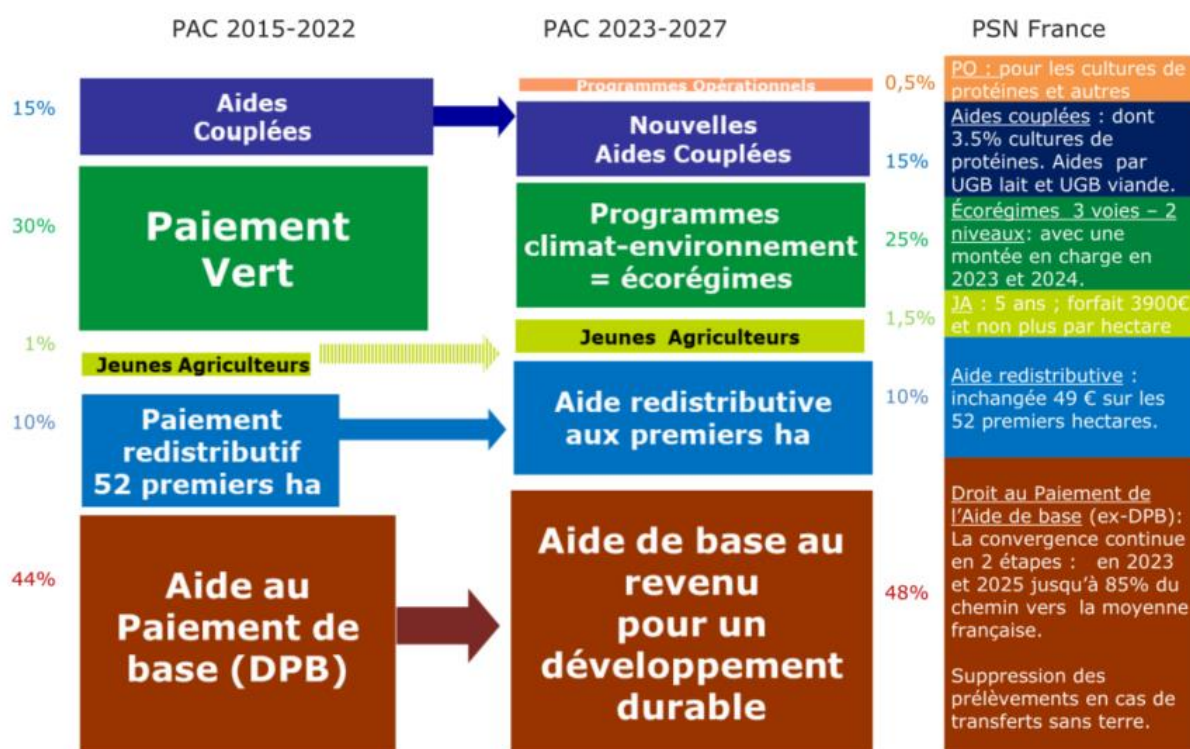 PAC 2015-2022
PAC 2023-2027
PSN France
15%
Aides
Couplées
30%
Paiement
Vert
1%
Jeunes Agriculteurs
10%
Paiement
redistributif
52 premiers ha
44%
Aide au
Paiement de
base (DPB)
Programmes Opérationnels
0,5%
Nouvelles
Aides Couplées
15%
Programmes
climat-environnement
= écorégimes
25%
Jeunes Agriculteurs
1,5%
Aide redistributive
aux premiers ha
10%
Aide de base au
revenu
pour un
développement
durable
48%
PO : pour les cultures de
protéines et autres
Aides couplées : dont
3.5% cultures de
protéines. Aides par
UGB lait et UGB viande.
Écorégimes 3 voies – 2
niveaux: avec une
montée en charge en
2023 et 2024.
JA : 5 ans ; forfait 3900€
et non plus par hectare
Aide redistributive :
inchangée 49 € sur les
52 premiers hectares.
Droit au Paiement de
l’Aide de base (ex-DPB):
La convergence continue
en 2 étapes : en 2023
et 2025 jusqu’à 85% du
chemin vers la moyenne
française.
Suppression des
prélèvements en cas de
transferts sans terre.